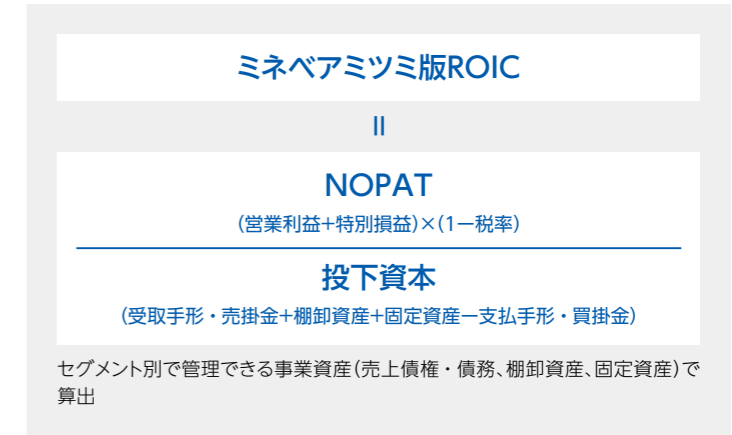 ミネベアミツミ版ROIC
=
NOPAT
(営業利益+特別損益)×(1ー税率)
投下資本
(受取手形・売掛金+棚卸資産+固定資産ー支払手形・買掛金)
セグメント別で管理できる事業資産(売上債権・債務、棚卸資産、固定資産)で
算出